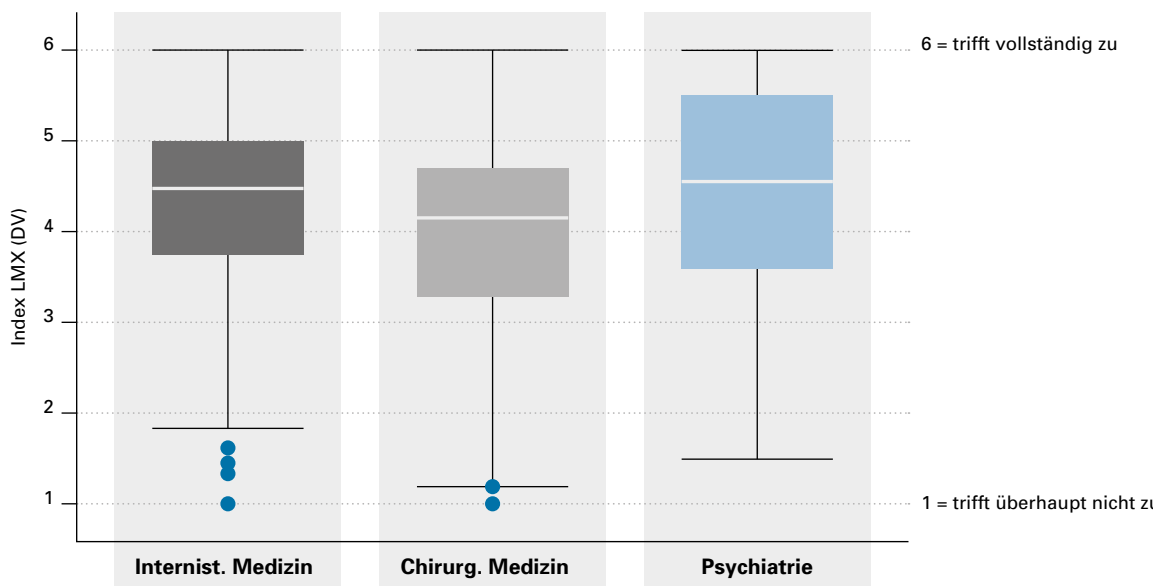 6
6 = trifft vollständig zu
5
4
Index LMX (DV)
3
2
1
1 = trifft überhaupt nicht zu
Internist. Medizin
Chirurg. Medizin
Psychiatrie